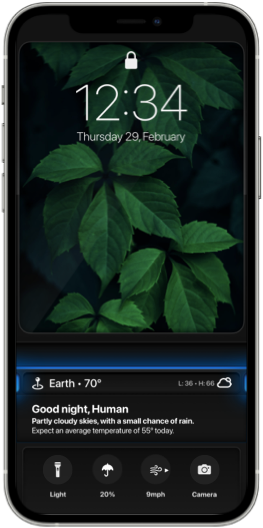 12:34
Thursday 29, February
Earth • 70°
L: 36 • H: 66
Good night, Human
Partly cloudy skies, with a small chance of rain.
Expect an average temperature of 55° today.
Light
20%
9mph
Camera